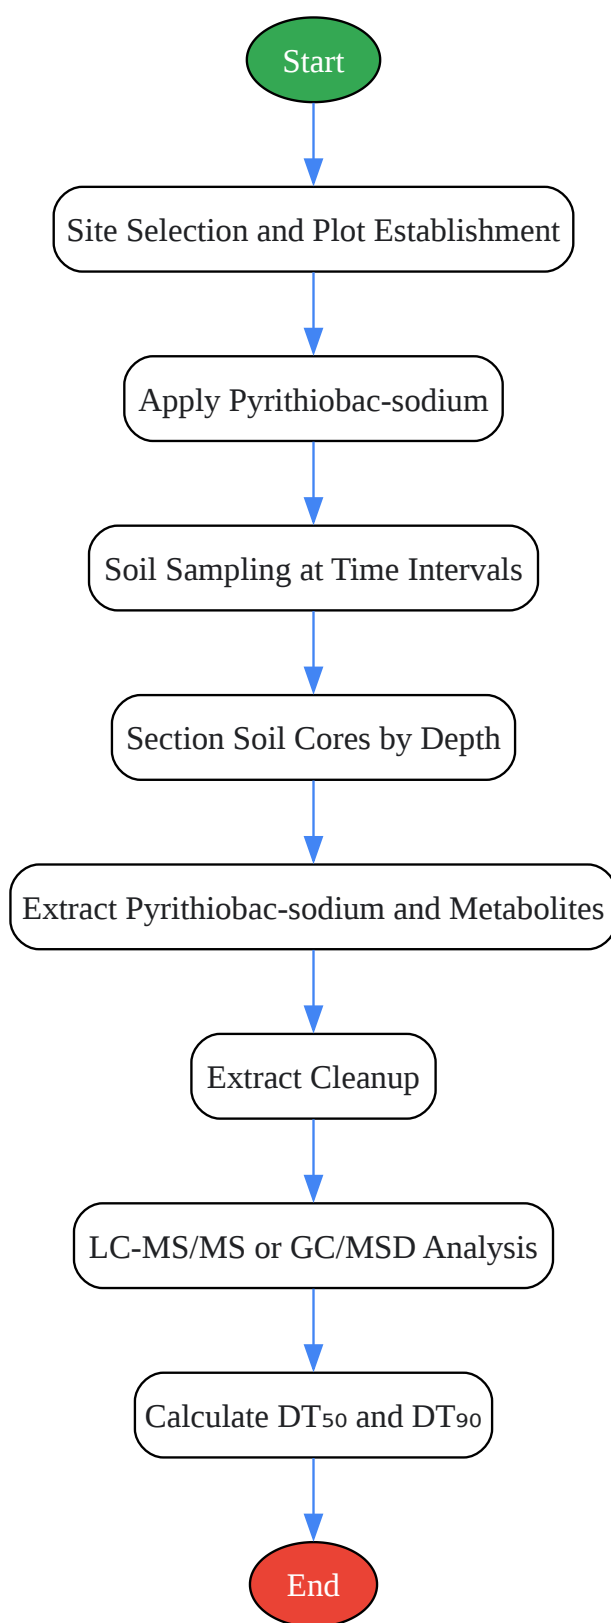 Start
Site Selection and Plot Establishment
Apply Pyrithiobac-sodium
Soil Sampling at Time Intervals
Section Soil Cores by Depth
Extract Pyrithiobac-sodium and Metabolites
Extract Cleanup
LC-MS/MS or GC/MSD Analysis
Calculate DT₅₀ and DT₉₀
End